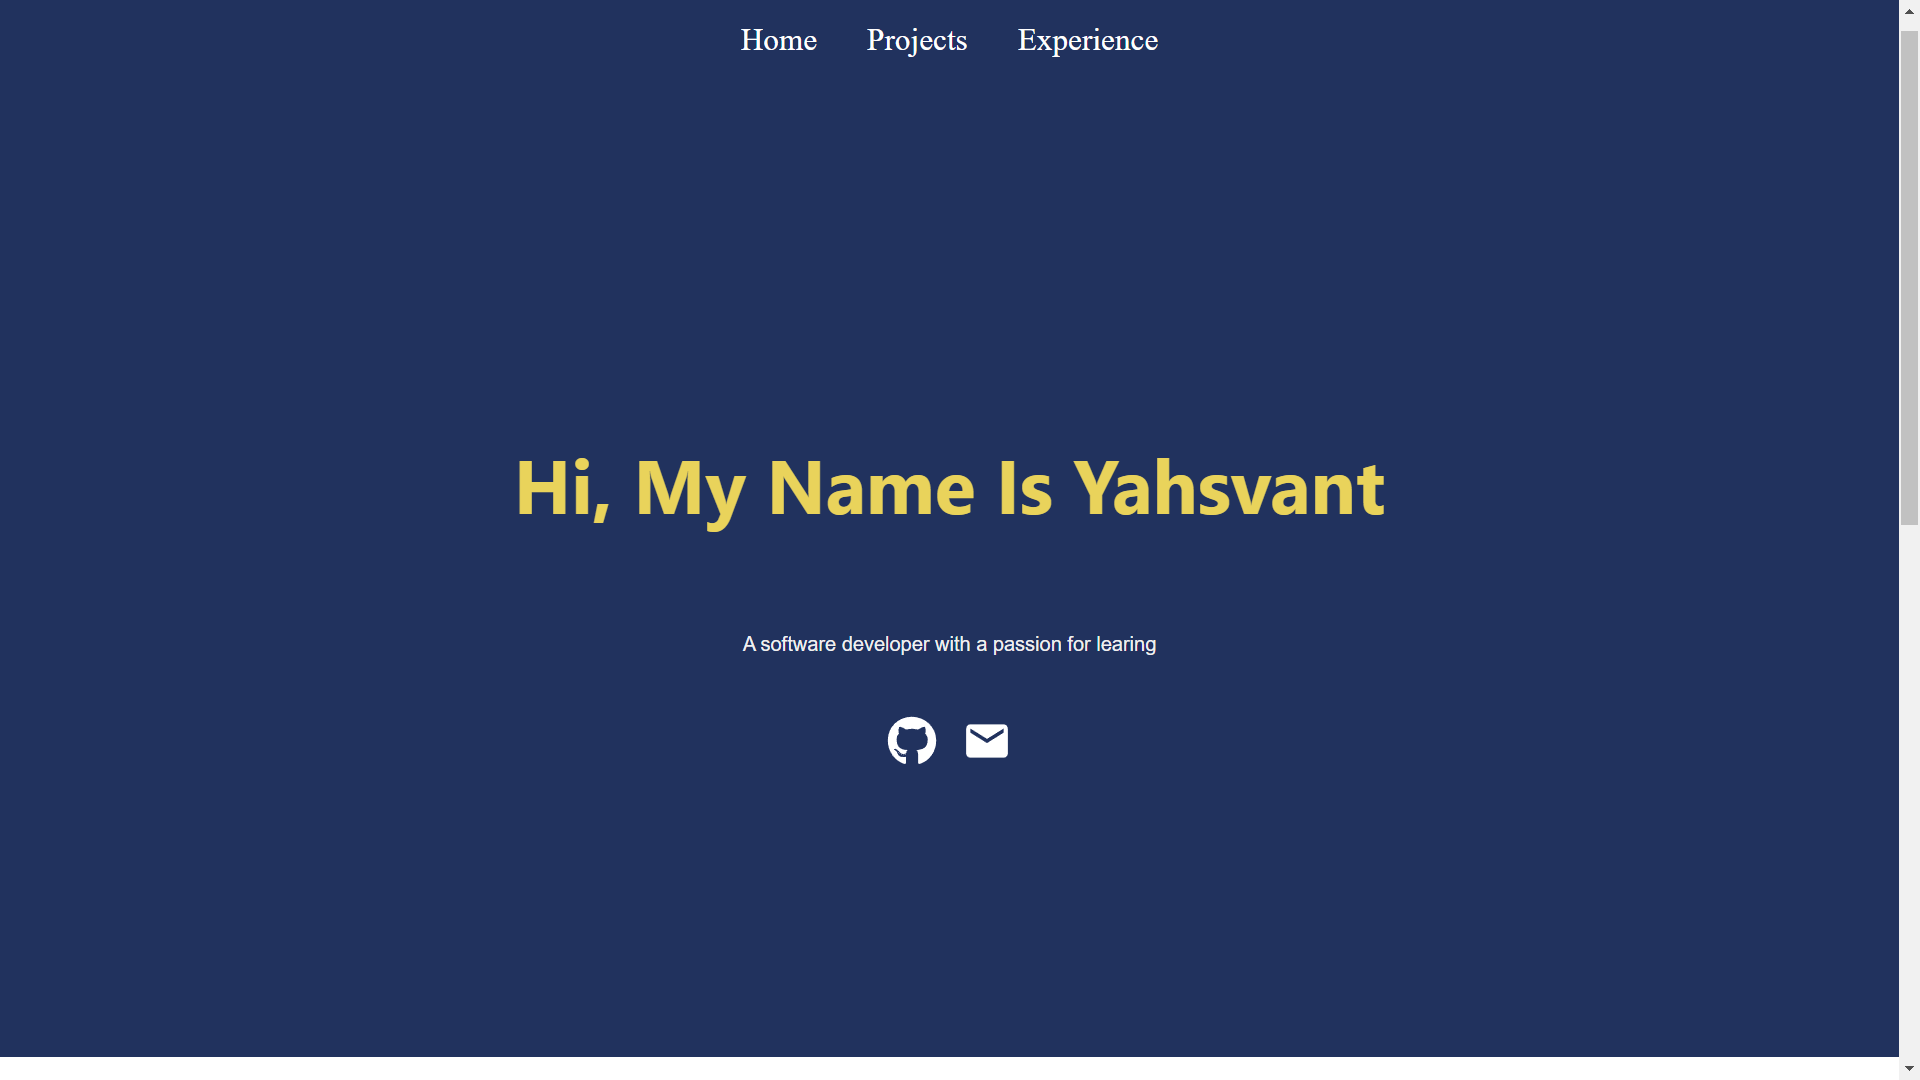 Home Projects Experience
Hi, My Name Is Yahsvant
A software developer with a passion for learing